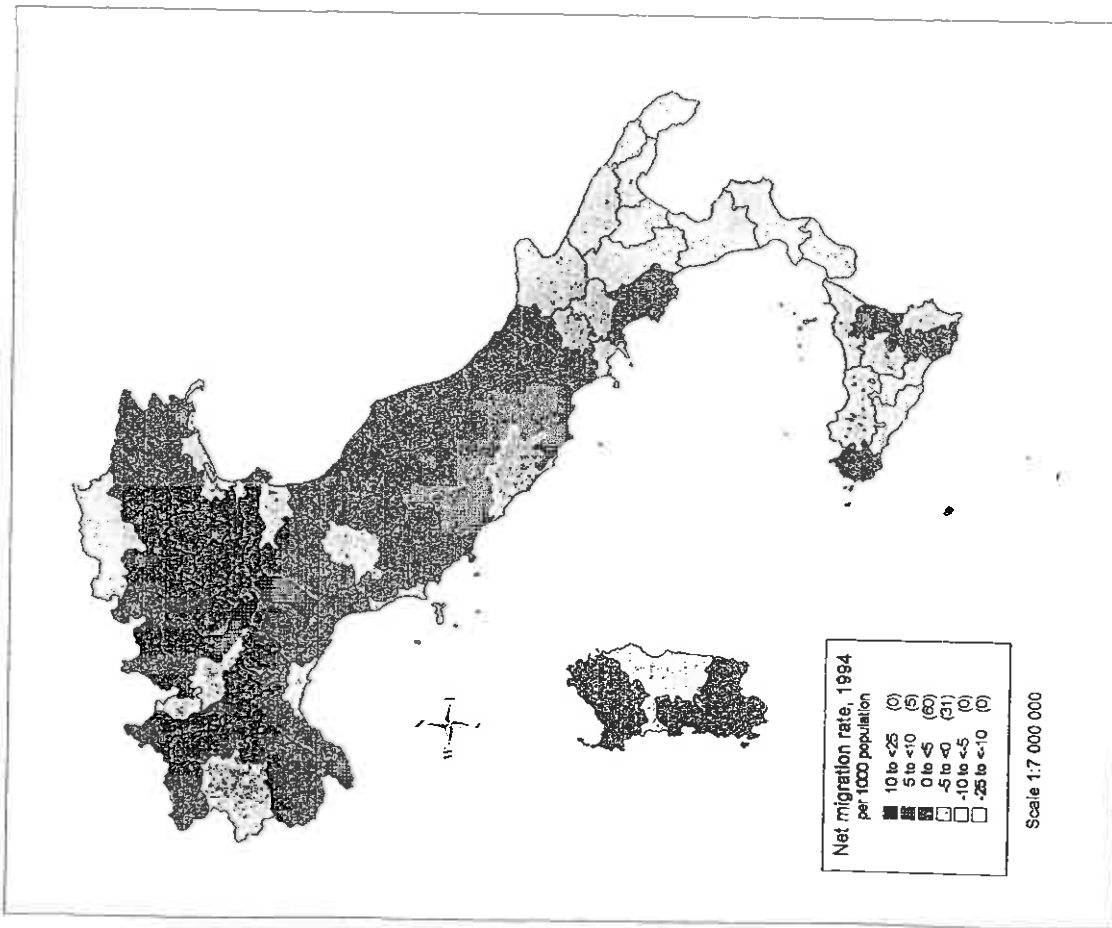 Net migration rate, 1994
per 1000 population
10 to <25 (0)
5 to <10 (5)
0 to <5 (60)
-5 to <0 (31)
-10 to <-5 (0)
-25 to <-10 (0)
Scale 1:7 000 000
W